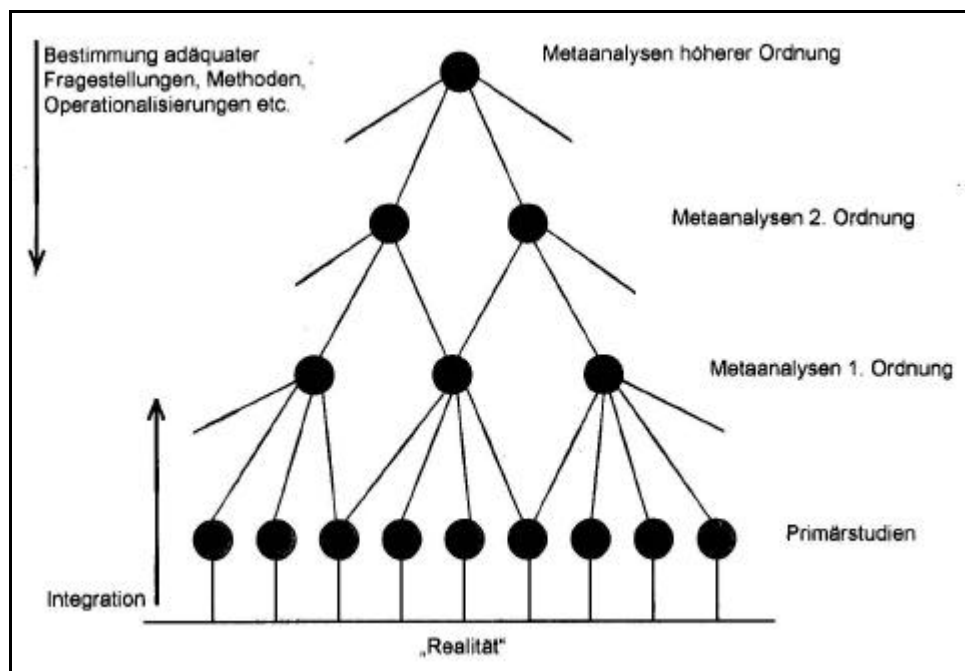 Bestimmung adäquater
Fragestellungen, Methoden,
Operationalisierungen etc.
Metaanalysen höherer Ordnung
Metaanalysen 2. Ordnung
Metaanalysen 1. Ordnung
Primärstudien
Integration
„Realität“